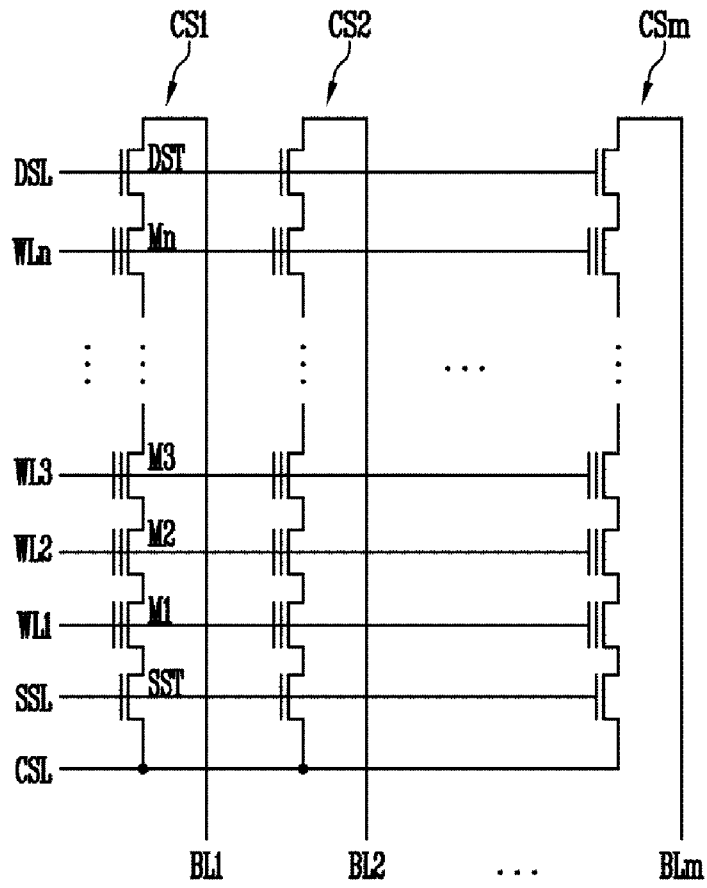 CS1 CS2 CSm
DSL DST
WLn Mn
⋮ ⋮ ⋮ ... ⋮
WL3 M3
WL2 M2
WL1 M1
SSL SST
CSL
BL1 BL2 ... BLm